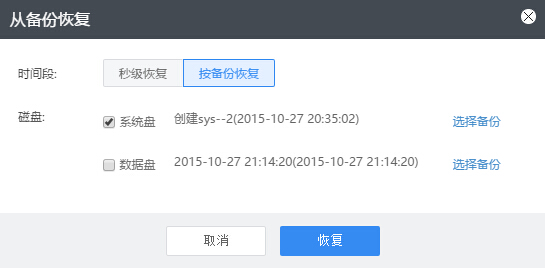 从备份恢复
时间段: 秒级恢复 按备份恢复
磁盘: 系统盘 创建sys--2(2015-10-27 20:35:02) 选择备份
数据盘 2015-10-27 21:14:20(2015-10-27 21:14:20) 选择备份
取消 恢复